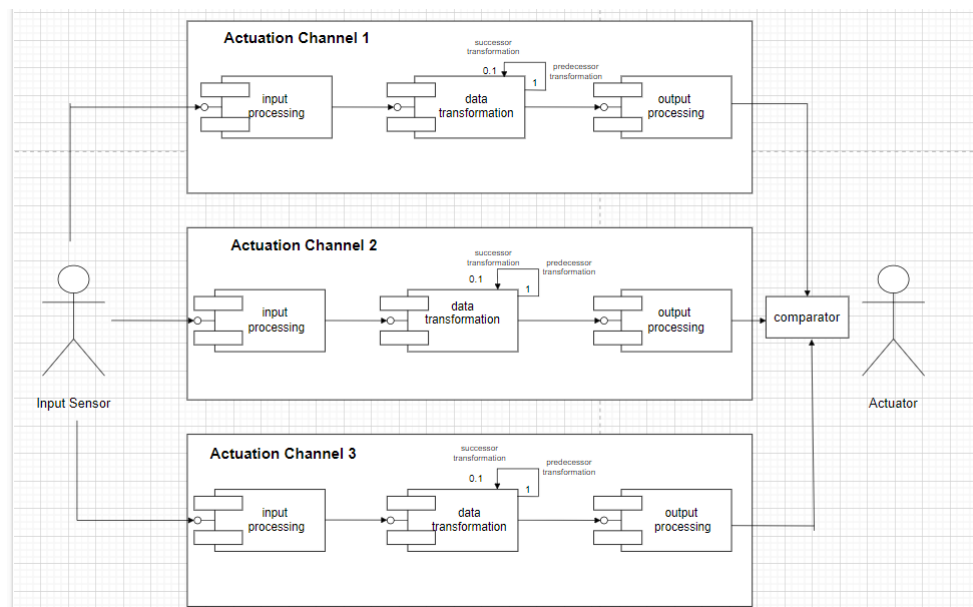 Actuation Channel 1
successor
transformation
0.1
predecessor
transformation
1
input
processing
data
transformation
output
processing
Actuation Channel 2
successor
transformation
0.1
predecessor
transformation
1
input
processing
data
transformation
output
processing
comparator
Input Sensor
Actuator
Actuation Channel 3
successor
transformation
0.1
predecessor
transformation
1
input
processing
data
transformation
output
processing